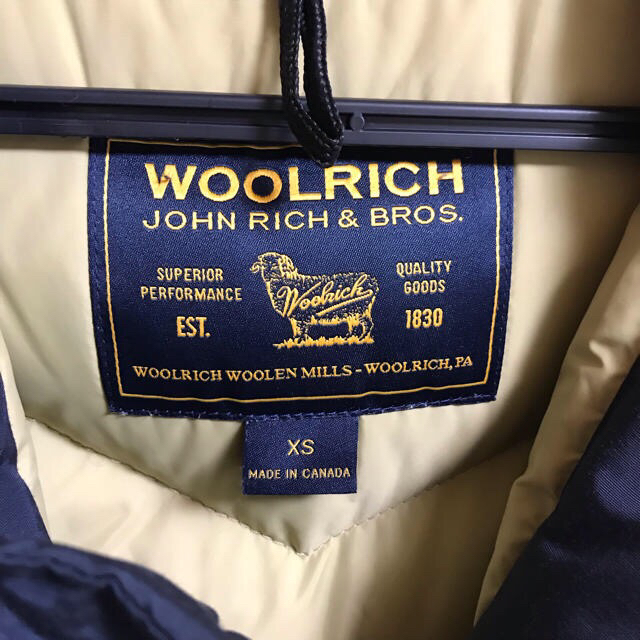 WOOLRICH
JOHN RICH & BROS.
SUPERIOR
PERFORMANCE
EST.
Woolrich
QUALITY
GOODS
1830
WOOLRICH WOOLEN MILLS - WOOLRICH, PA
XS
MADE IN CANADA